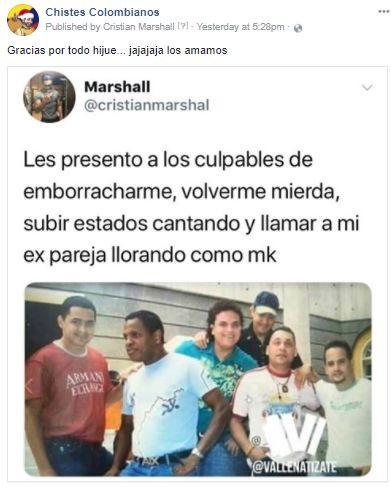 Chistes Colombianos
Published by Cristian Marshall [?] · Yesterday at 5:28pm ·
Gracias por todo hijue... jajajaja los amamos
Marshall
@cristianmarshal
Les presento a los culpables de
emborracharme, volverme mierda,
subir estados cantando y llamar a mi
ex pareja llorando como mk
ARMANI
EXCHANGE
@VALLENATIZATE